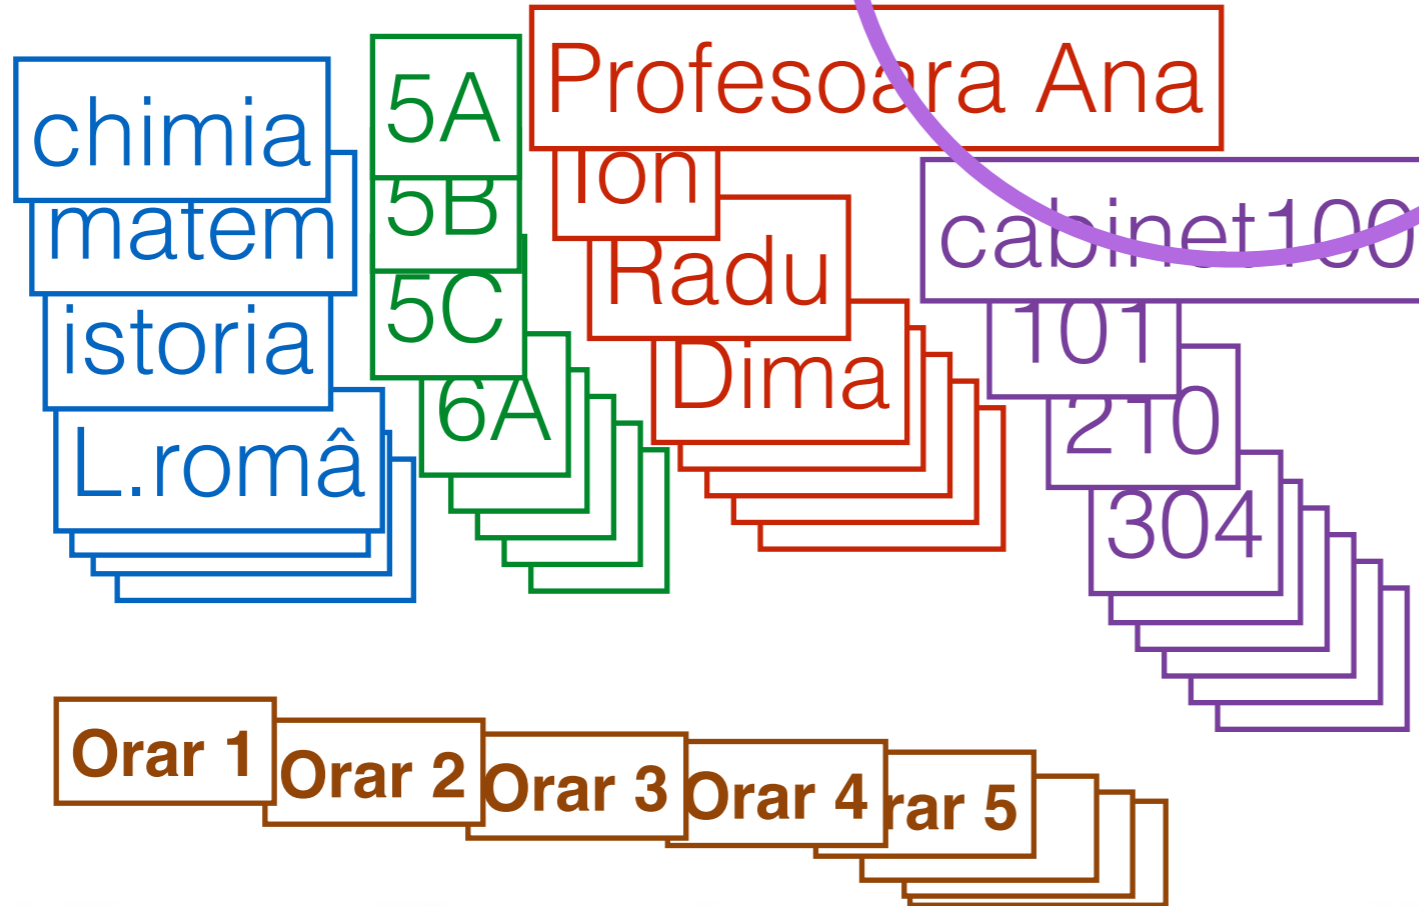 chimia
matem
istoria
L.româ
5A
5B
5C
6A
Profesoara Ana
Ion
Radu
Dima
cabinet100
101
210
304
Orar 1
Orar 2
Orar 3
Orar 4
rar 5